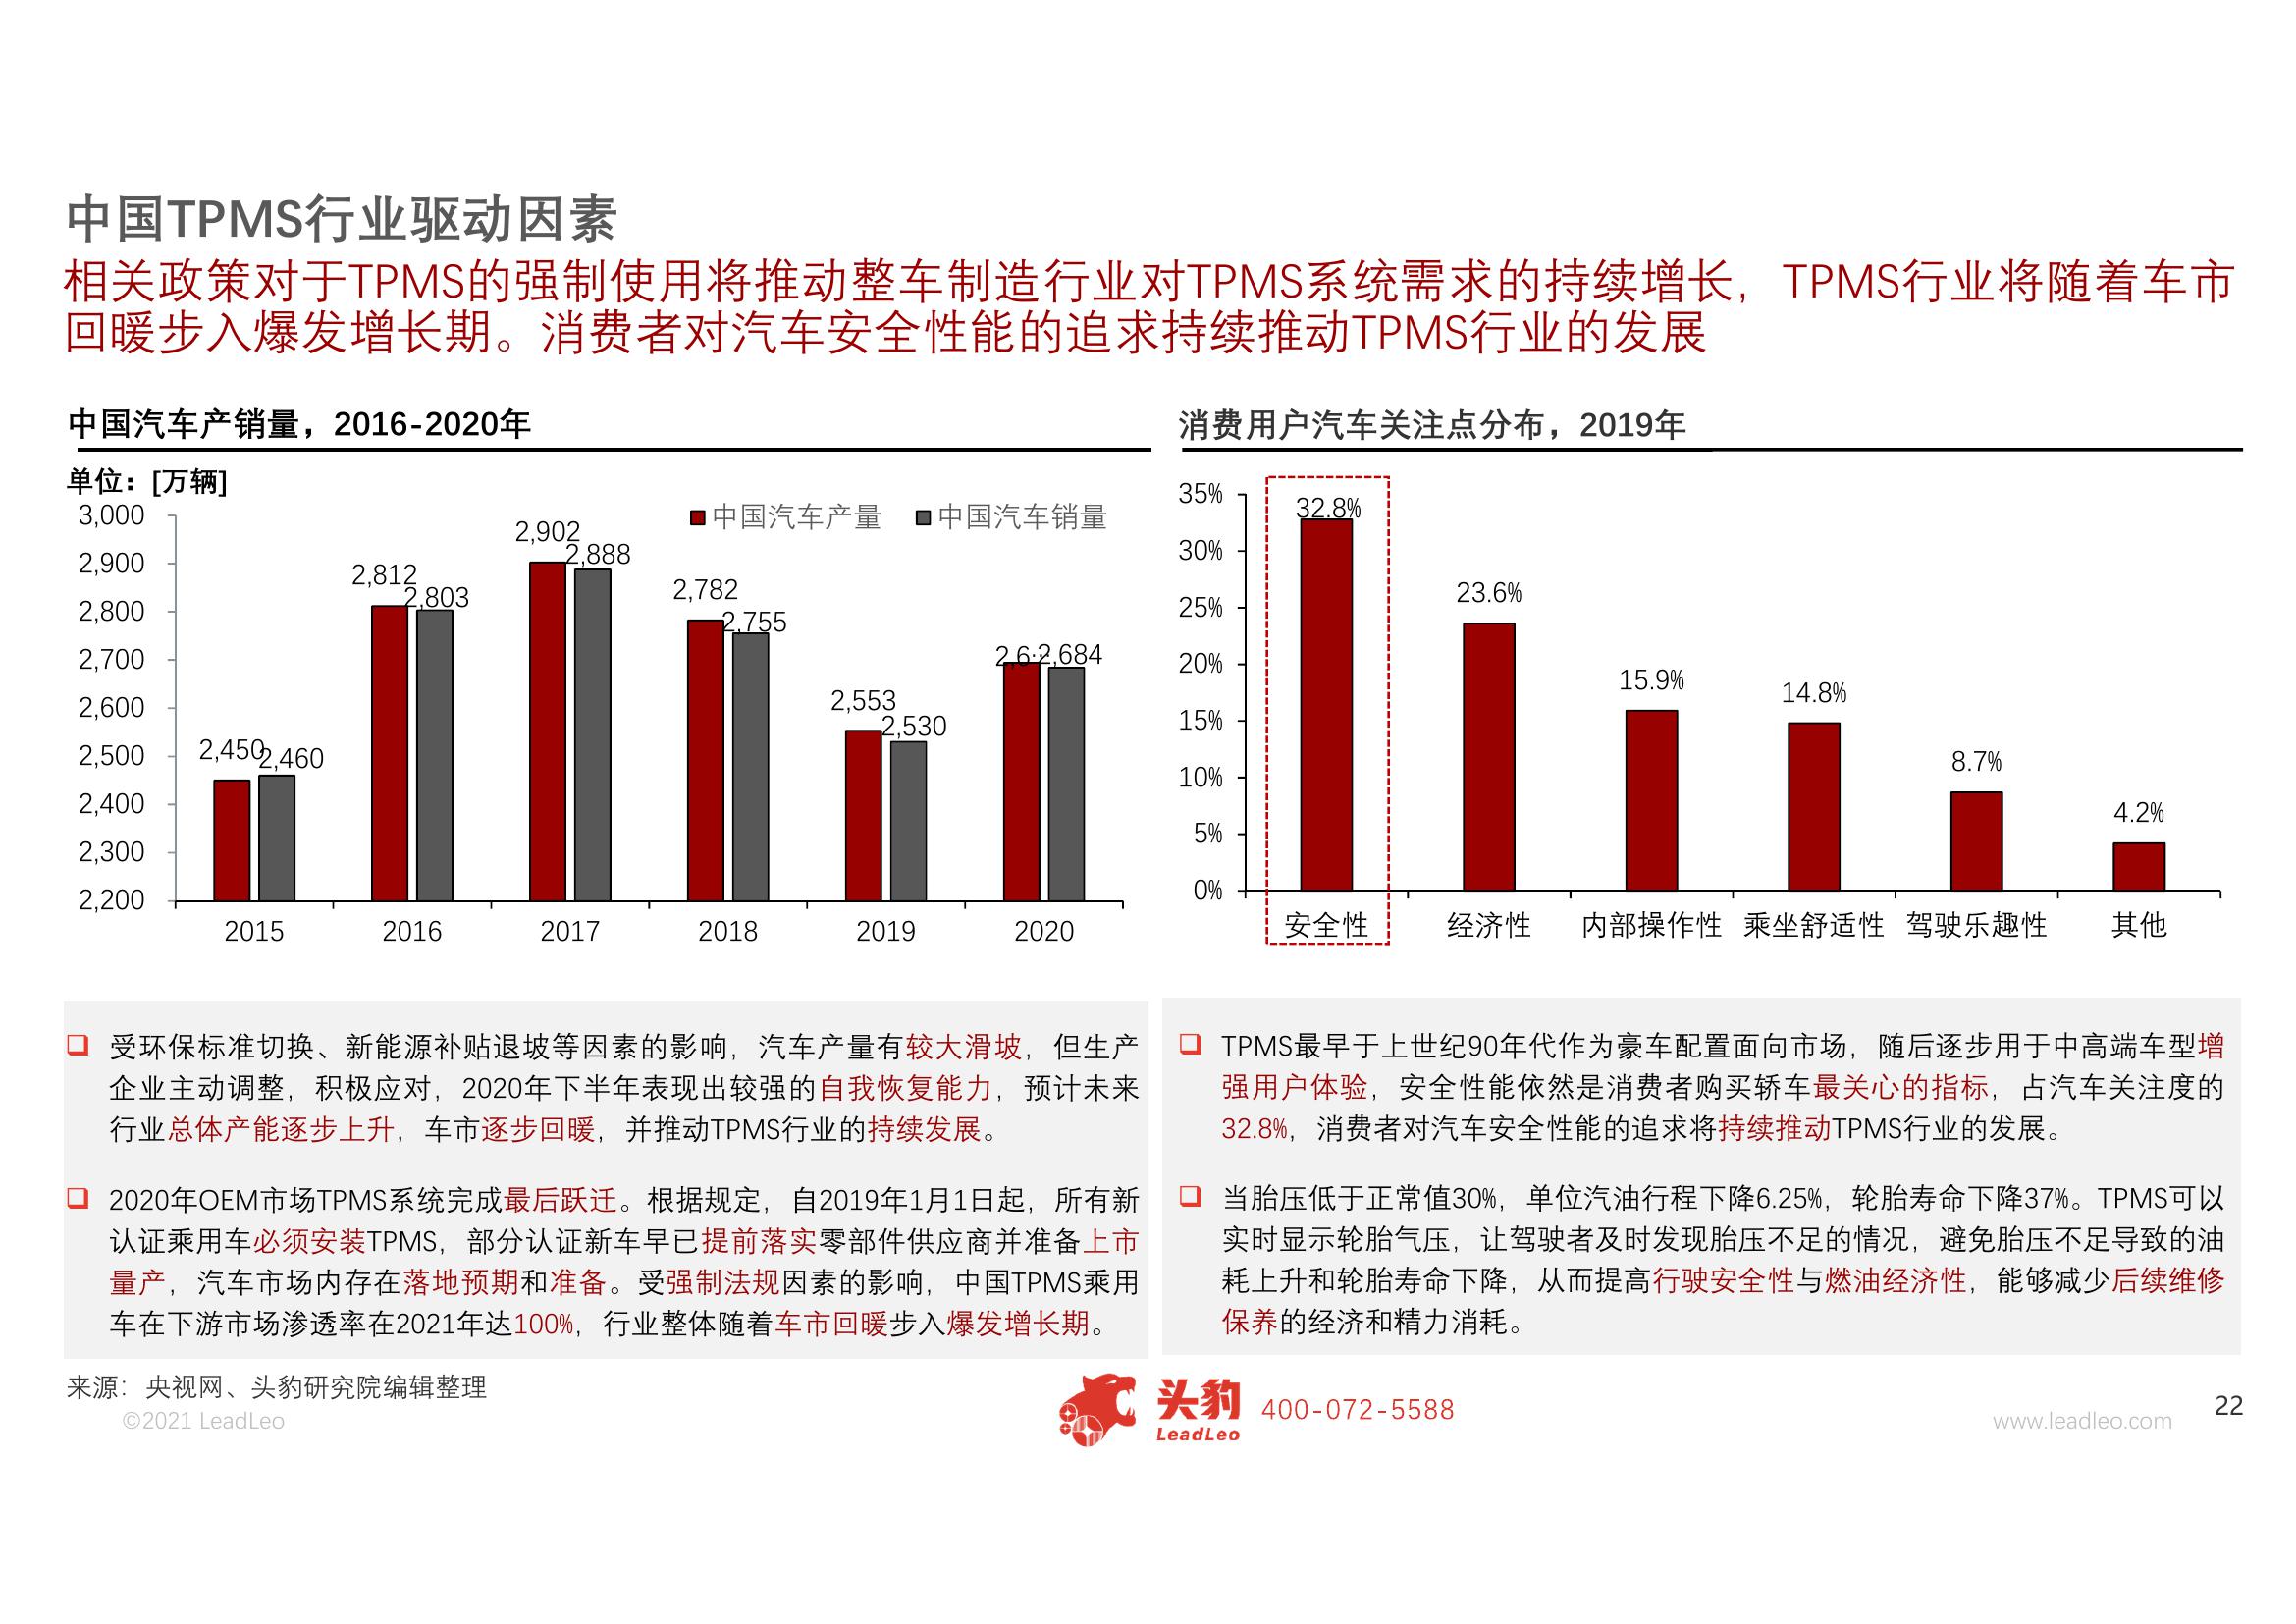 中国TPMS行业驱动因素
相关政策对于TPMS的强制使用将推动整车制造行业对TPMS系统需求的持续增长，TPMS行业将随着车市
回暖步入爆发增长期。消费者对汽车安全性能的追求持续推动TPMS行业的发展
中国汽车产销量，2016-2020年
单位：[万辆]
中国汽车产量 中国汽车销量
3,000
2,900
2,800
2,700
2,600
2,500
2,400
2,300
2,200
2,450 2,460
2,812 2,803
2,902 2,888
2,782 2,755
2,553 2,530
2,684
2015 2016 2017 2018 2019 2020
消费用户汽车关注点分布，2019年
35%
30%
25%
20%
15%
10%
5%
0%
32.8% 23.6% 15.9% 14.8% 8.7% 4.2%
安全性 经济性 内部操作性 乘坐舒适性 驾驶乐趣性 其他
受环保标准切换、新能源补贴退坡等因素的影响，汽车产量有较大滑坡，但生产
企业主动调整，积极应对，2020年下半年表现出较强的自我恢复能力，预计未来
行业总体产能逐步上升，车市逐步回暖，并推动TPMS行业的持续发展。
2020年OEM市场TPMS系统完成最后跃迁。根据规定，自2019年1月1日起，所有新
认证乘用车必须安装TPMS，部分认证新车早已提前落实零部件供应商并准备上市
量产，汽车市场内存在落地预期和准备。受强制法规因素的影响，中国TPMS乘用
车在下游市场渗透率在2021年达100%，行业整体随着车市回暖步入爆发增长期。
TPMS最早于上世纪90年代作为豪车配置面向市场，随后逐步用于中高端车型增
强用户体验，安全性能依然是消费者购买轿车最关心的指标，占汽车关注度的
32.8%，消费者对汽车安全性能的追求将持续推动TPMS行业的发展。
当胎压低于正常值30%，单位汽油行程下降6.25%，轮胎寿命下降37%。TPMS可以
实时显示轮胎气压，让驾驶者及时发现胎压不足的情况，避免胎压不足导致的油
耗上升和轮胎寿命下降，从而提高行驶安全性与燃油经济性，能够减少后续维修
保养的经济和精力消耗。
来源：央视网、头豹研究院编辑整理
©2021 LeadLeo
头豹
LeadLeo
400-072-5588
www.leadleo.com
22